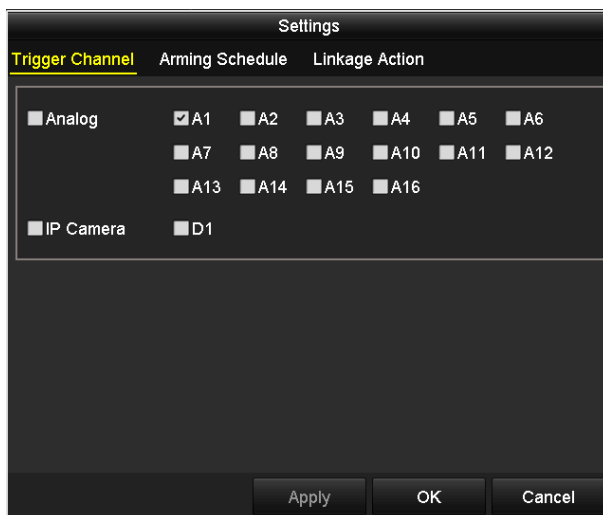 Settings
Trigger Channel Arming Schedule Linkage Action
Analog A1 A2 A3 A4 A5 A6
A7 A8 A9 A10 A11 A12
A13 A14 A15 A16
IP Camera D1
Apply OK Cancel